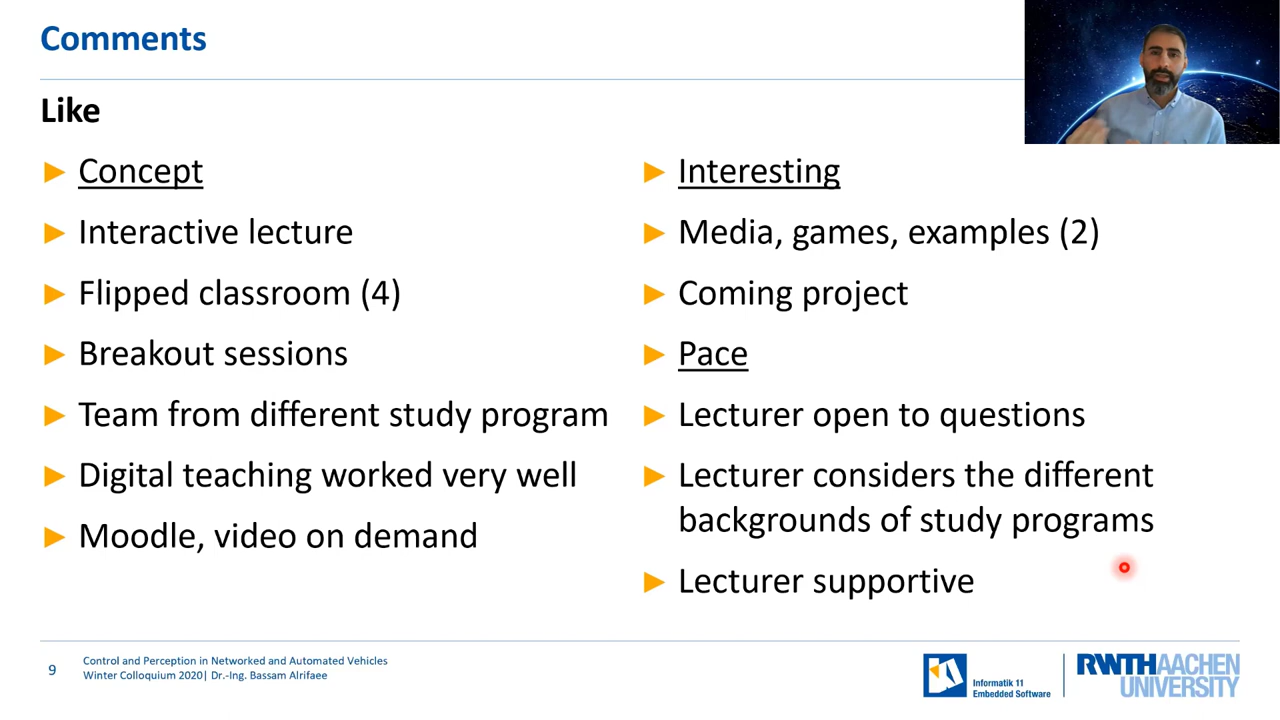 Comments
Like
Concept
Interactive lecture
Flipped classroom (4)
Breakout sessions
Team from different study program
Digital teaching worked very well
Moodle, video on demand
Interesting
Media, games, examples (2)
Coming project
Pace
Lecturer open to questions
Lecturer considers the different
backgrounds of study programs
Lecturer supportive
9
Control and Perception in Networked and Automated Vehicles
Winter Colloquium 2020| Dr.-Ing. Bassam Alrifaee
Informatik 11
Embedded Software
RWTHAACHEN
UNIVERSITY